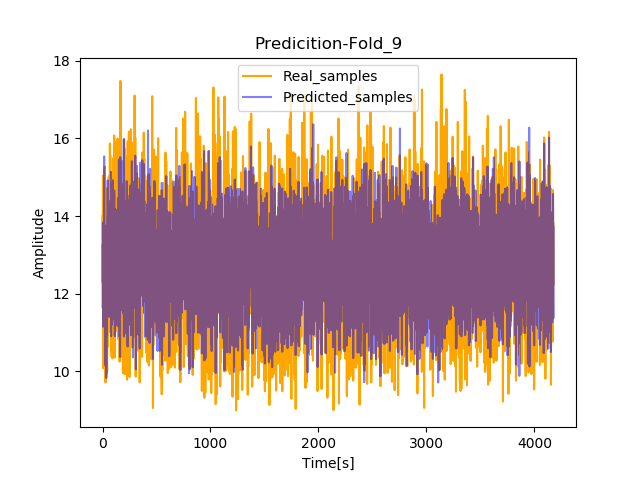 Predicition-Fold_9
Real_samples
Predicted_samples
18
16
14
12
10
Amplitude
0
1000
2000
3000
4000
Time[s]